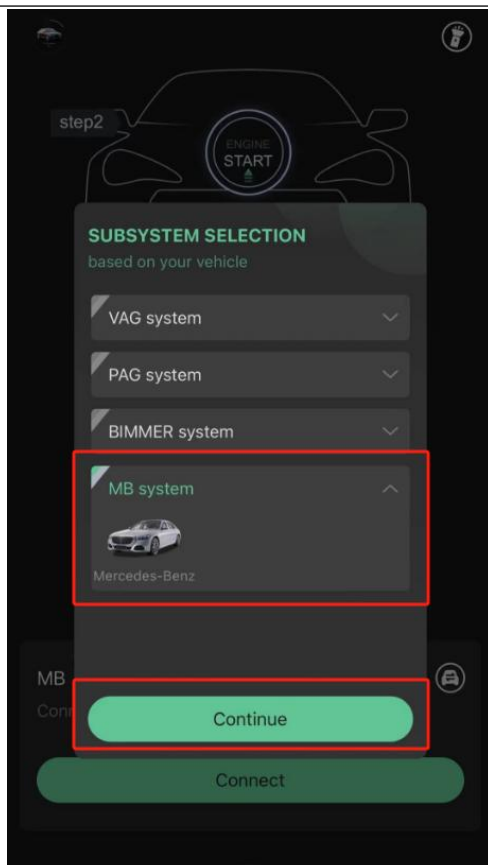 step2
ENGINE
START
SUBSYSTEM SELECTION
based on your vehicle
VAG system
PAG system
BIMMER system
MB system
Mercedes-Benz
MB
Conn
Continue
Connect